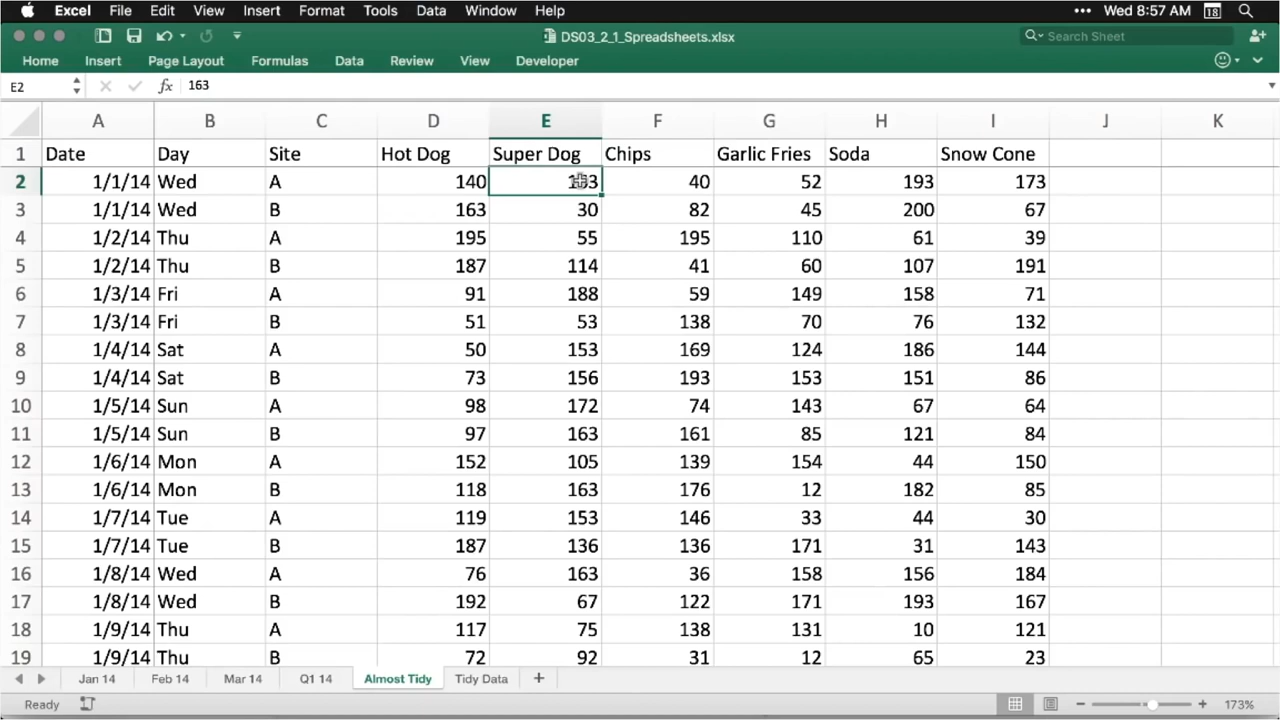 Excel File Edit View Insert Format Tools Data Window Help ••• Wed 8:57 AM 18
DS03_2_1_Spreadsheets.xlsx Search Sheet
Home Insert Page Layout Formulas Data Review View Developer
E2 fx 163
A B C D E F G H I J K
1 Date Day Site Hot Dog Super Dog Chips Garlic Fries Soda Snow Cone
2 1/1/14 Wed A 140 163 40 52 193 173
3 1/1/14 Wed B 163 30 82 45 200 67
4 1/2/14 Thu A 195 55 195 110 61 39
5 1/2/14 Thu B 187 114 41 60 107 191
6 1/3/14 Fri A 91 188 59 149 158 71
7 1/3/14 Fri B 51 53 138 70 76 132
8 1/4/14 Sat A 50 153 169 124 186 144
9 1/4/14 Sat B 73 156 193 153 151 86
10 1/5/14 Sun A 98 172 74 143 67 64
11 1/5/14 Sun B 97 163 161 85 121 84
12 1/6/14 Mon A 152 105 139 154 44 150
13 1/6/14 Mon B 118 163 176 12 182 85
14 1/7/14 Tue A 119 153 146 33 44 30
15 1/7/14 Tue B 187 136 136 171 31 143
16 1/8/14 Wed A 76 163 36 158 156 184
17 1/8/14 Wed B 192 67 122 171 193 167
18 1/9/14 Thu A 117 75 138 131 10 121
19 1/9/14 Thu B 72 92 31 12 65 23
Jan 14 Feb 14 Mar 14 Q1 14 Almost Tidy Tidy Data +
Ready − + 173%